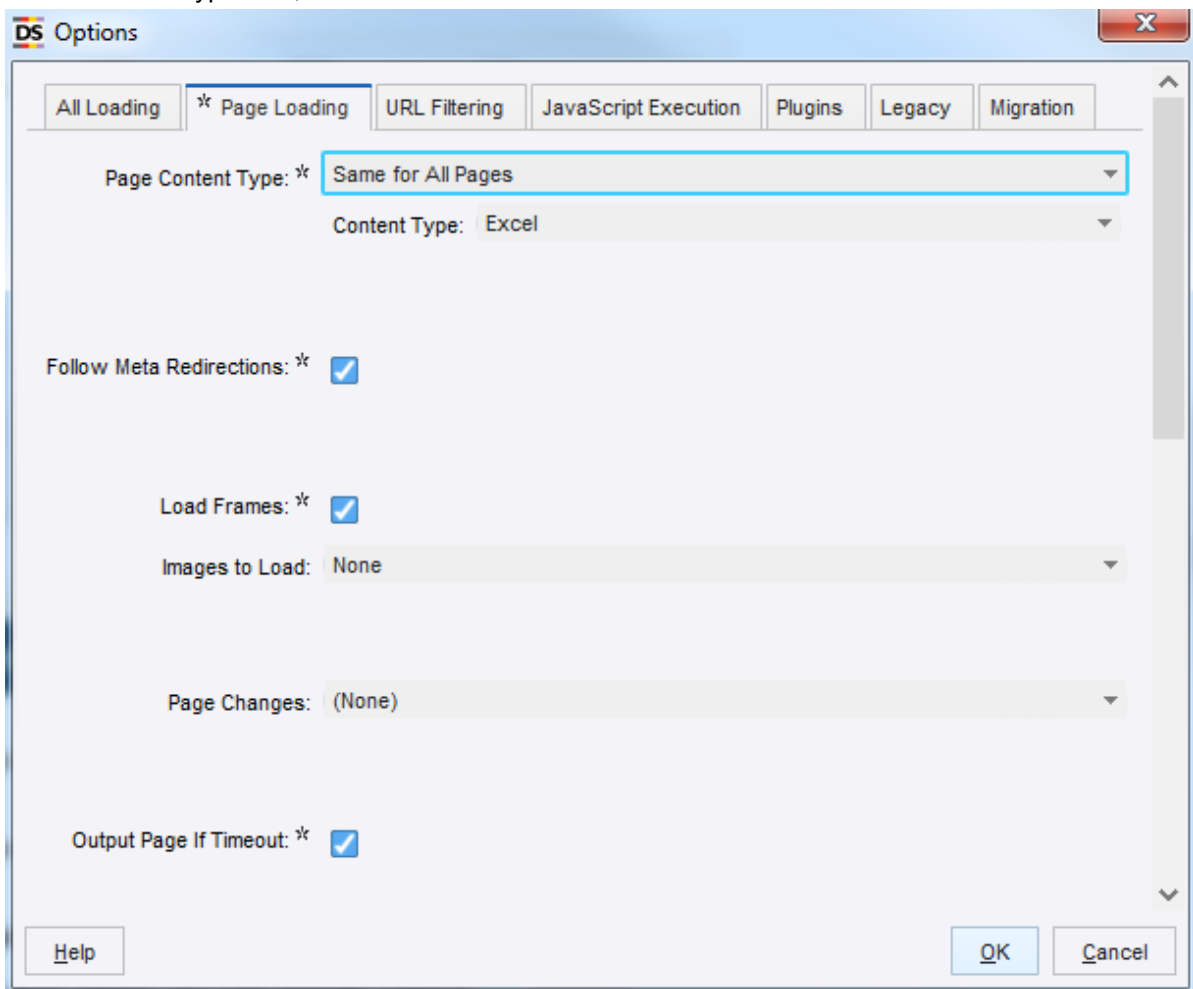 DS Options
X
All Loading * Page Loading URL Filtering JavaScript Execution Plugins Legacy Migration
Page Content Type: * Same for All Pages
Content Type: Excel
Follow Meta Redirections: *
Load Frames: *
Images to Load: None
Page Changes: (None)
Output Page If Timeout: *
Help OK Cancel